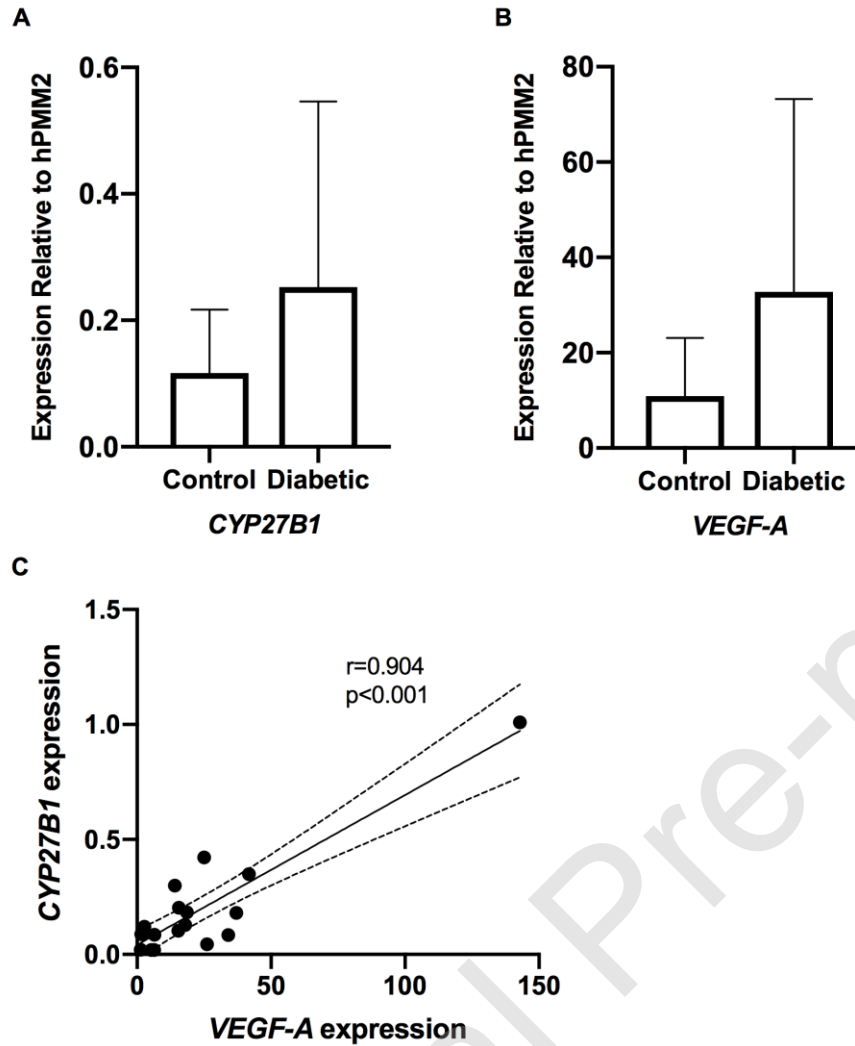 A
Expression Relative to hPMM2
0.6
0.4
0.2
0.0
Control Diabetic
CYP27B1
B
Expression Relative to hPMM2
80
60
40
20
0
Control Diabetic
VEGF-A
C
CYP27B1 expression
1.5
1.0
0.5
0.0
r=0.904
p<0.001
0 50 100 150
VEGF-A expression
al Pre-